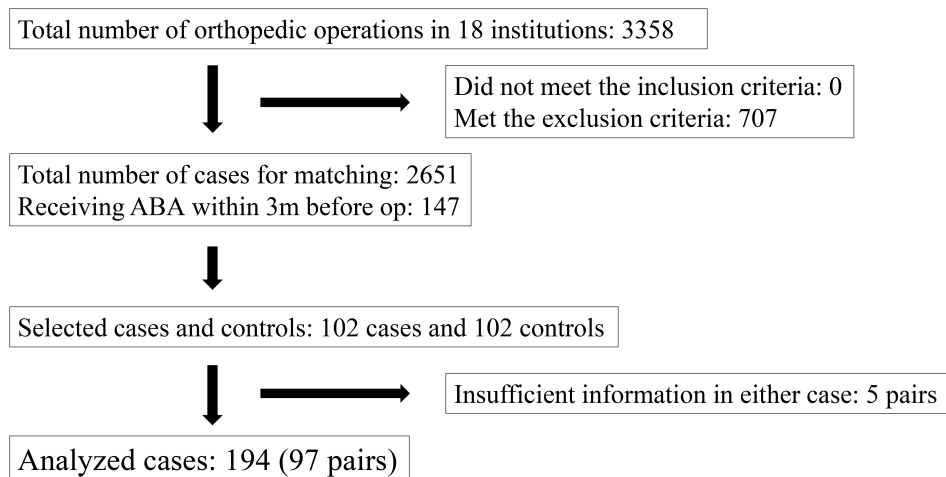 Total number of orthopedic operations in 18 institutions: 3358
Did not meet the inclusion criteria: 0
Met the exclusion criteria: 707
Total number of cases for matching: 2651
Receiving ABA within 3m before op: 147
Selected cases and controls: 102 cases and 102 controls
Insufficient information in either case: 5 pairs
Analyzed cases: 194 (97 pairs)